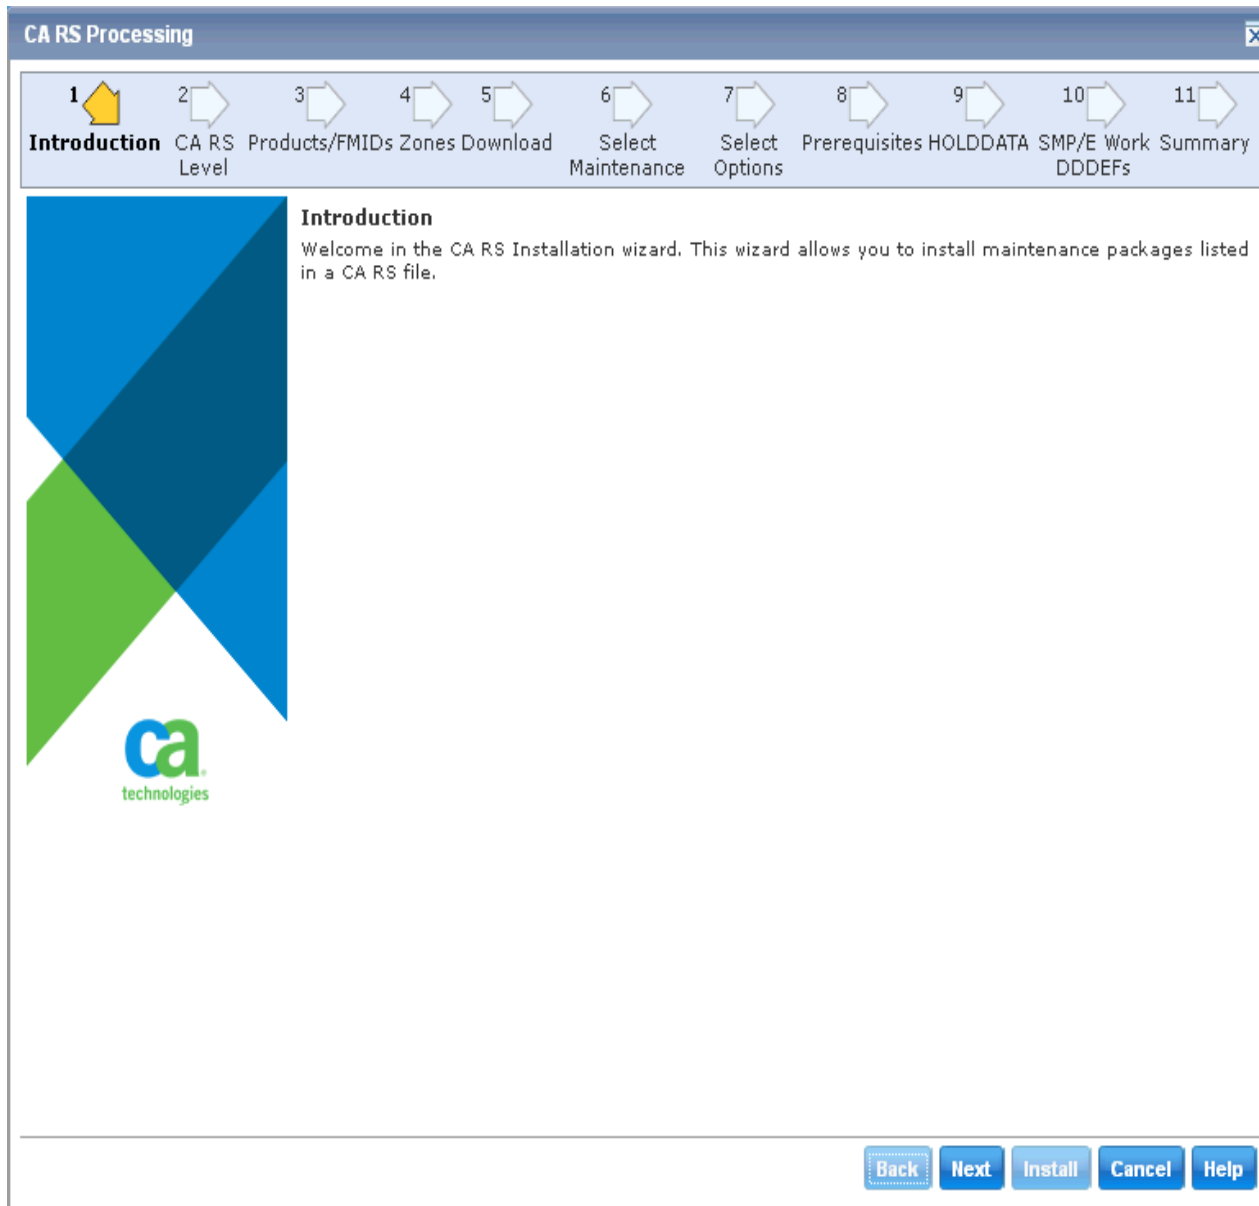 CA RS Processing
1 2 3 4 5 6 7 8 9 10 11
Introduction CA RS Level Products/FMIDs Zones Download Select Maintenance Select Options Prerequisites HOLDDATA SMP/E Work DDDEFs Summary
Introduction
Welcome in the CA RS Installation wizard. This wizard allows you to install maintenance packages listed
in a CA RS file.
ca
technologies
Back Next Install Cancel Help